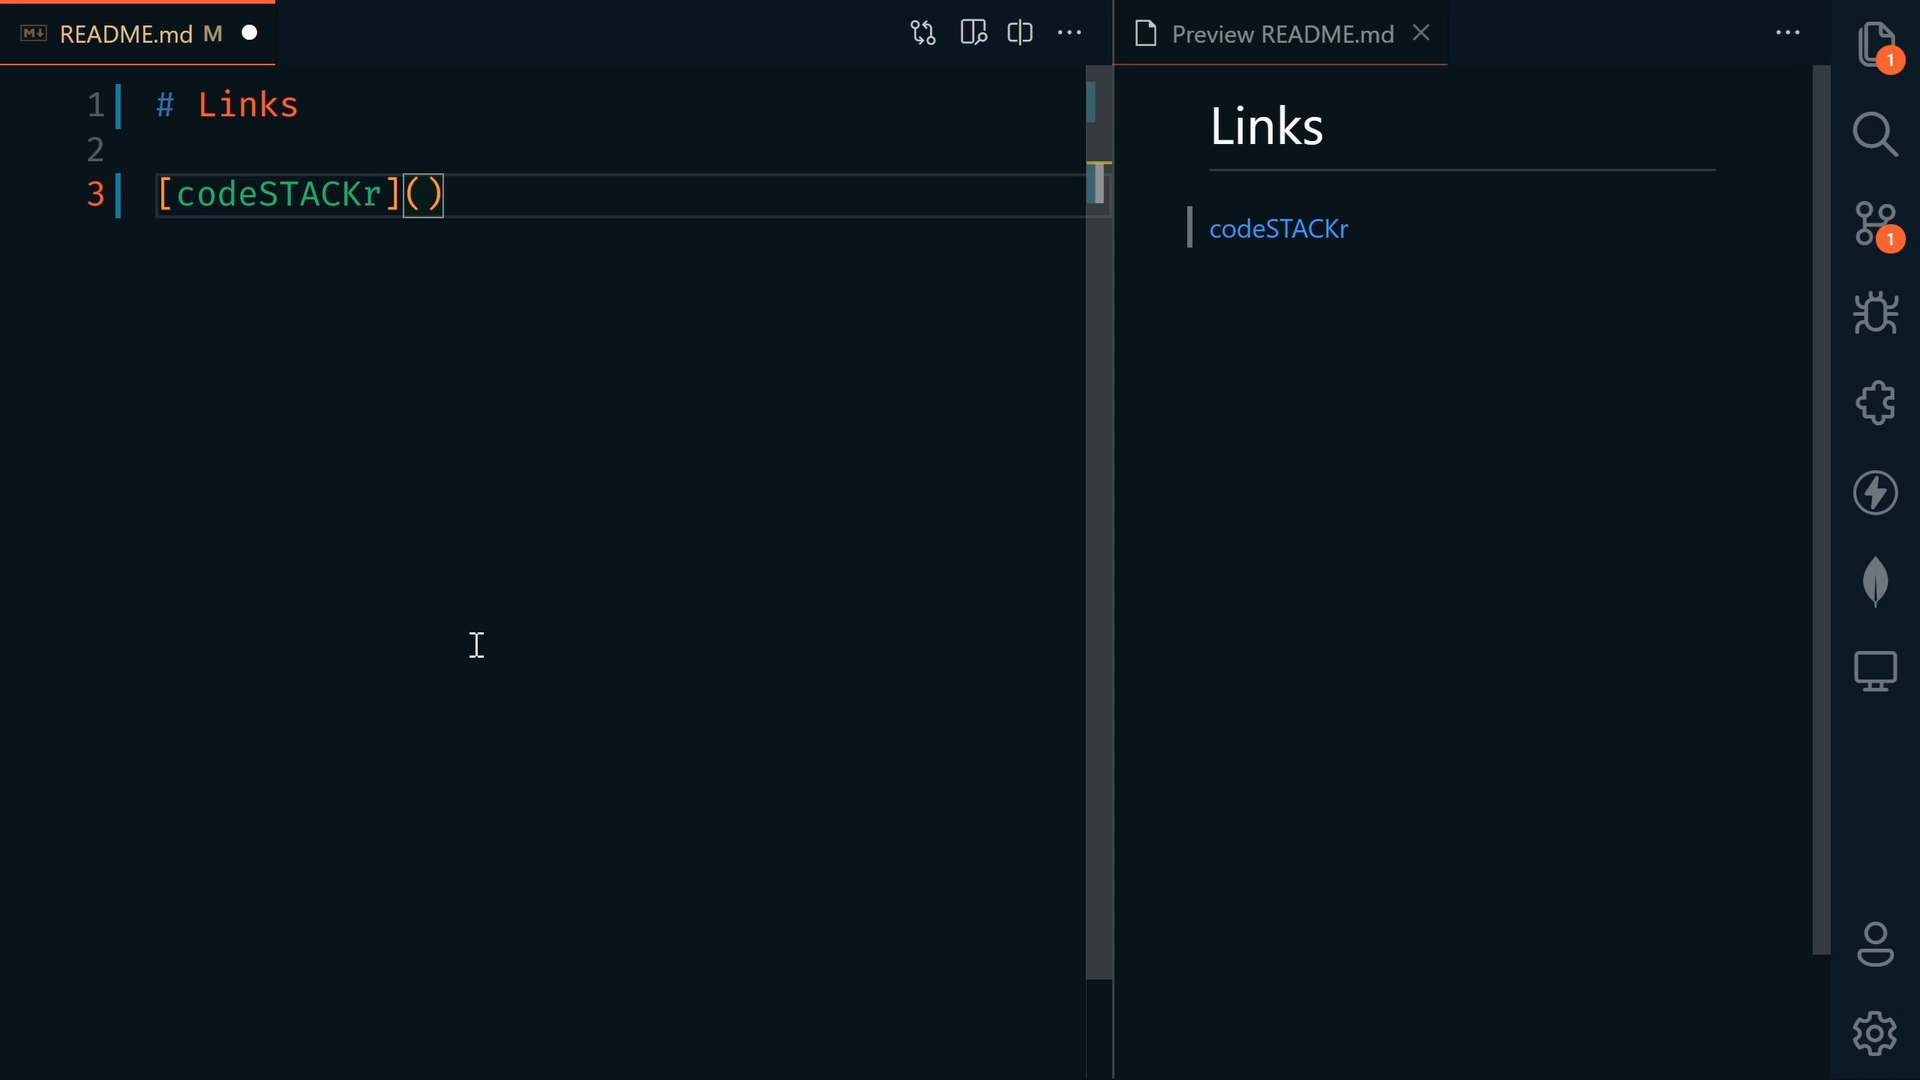 README.md M
Preview README.md
1 # Links
2
3 [codeSTACKr]()
Links
codeSTACKr
1
1